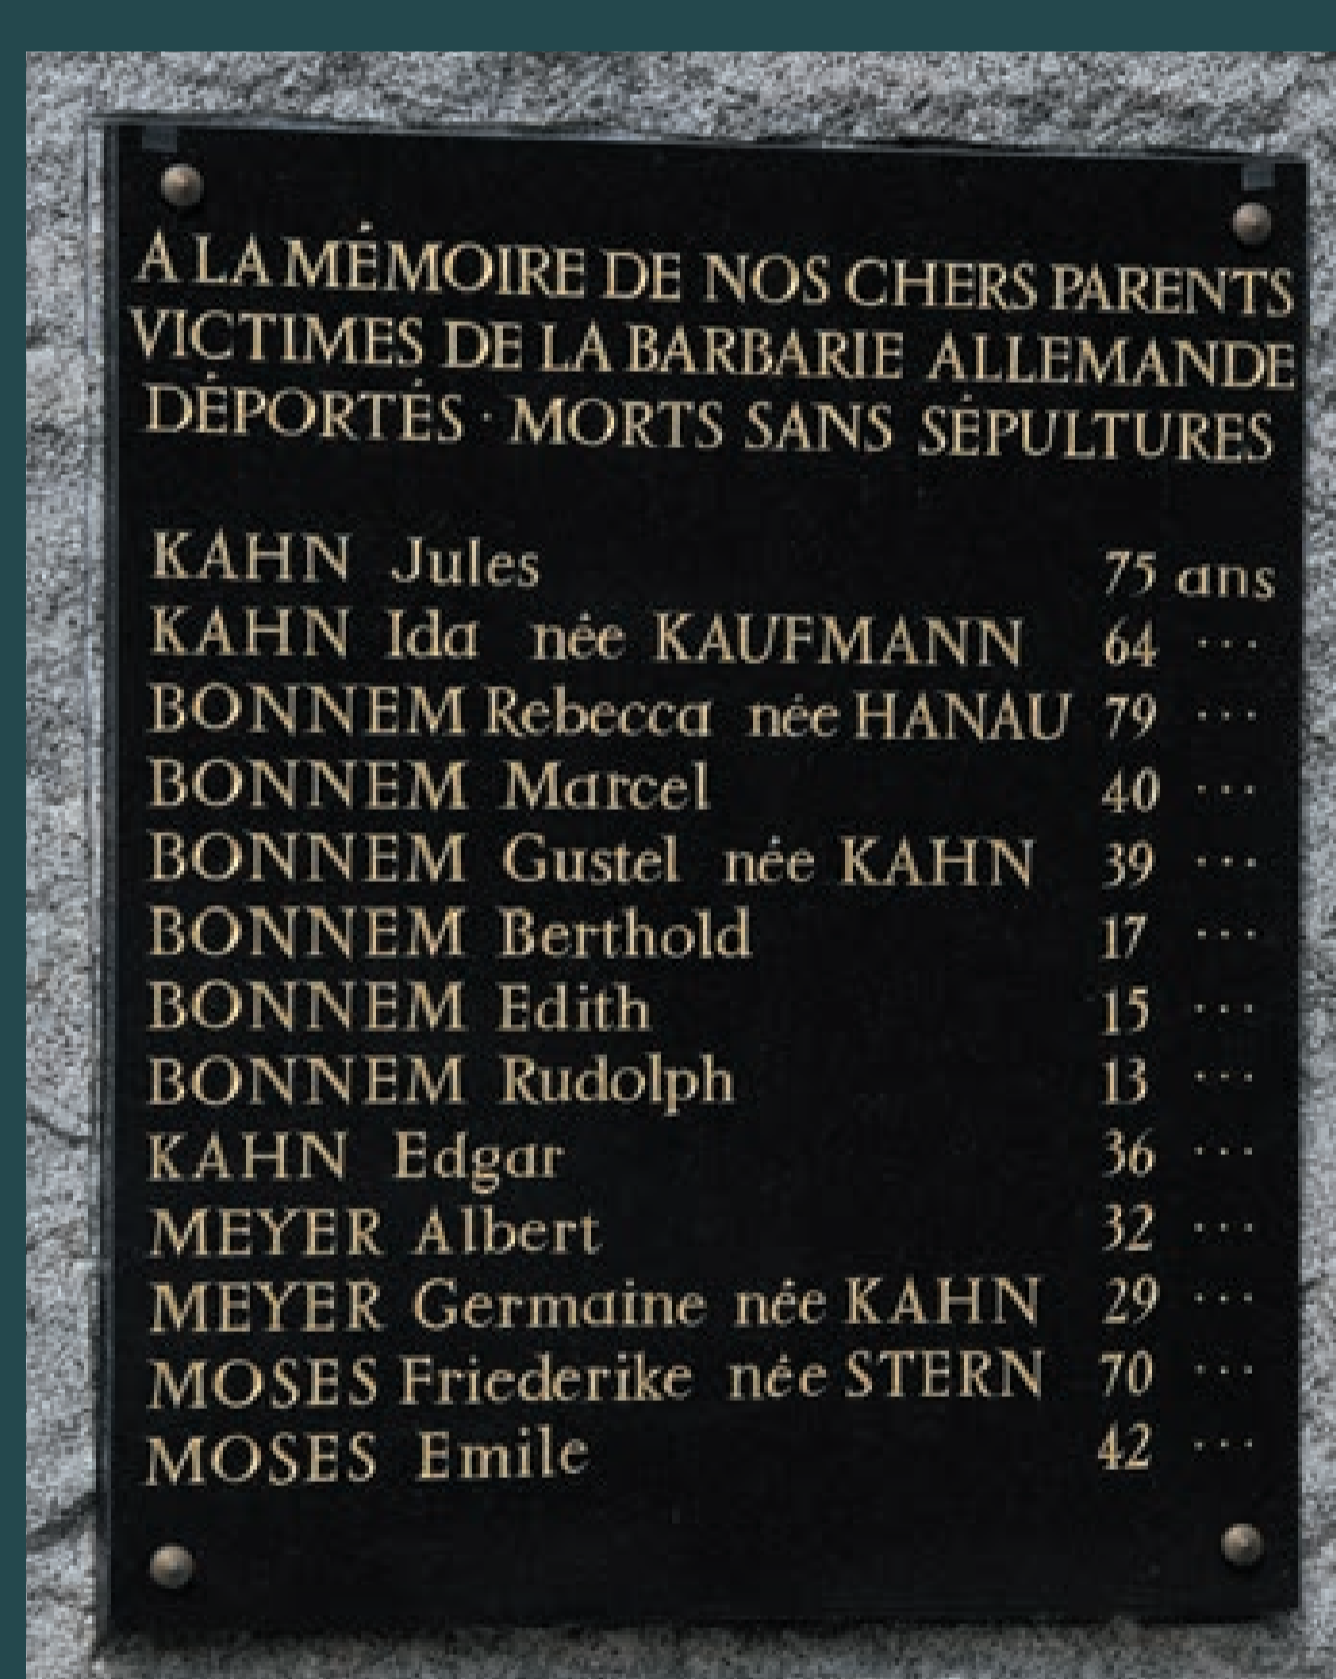 A LA MÉMOIRE DE NOS CHERS PARENTS
VICTIMES DE LA BARBARIE ALLEMANDE
DÉPORTÉS · MORTS SANS SÉPULTURES
KAHN Jules 75 ans
KAHN Ida née KAUFMANN 64 ...
BONNEM Rebecca née HANAU 79 ...
BONNEM Marcel 40 ...
BONNEM Gustel née KAHN 39 ...
BONNEM Berthold 17 ...
BONNEM Edith 15 ...
BONNEM Rudolph 13 ...
KAHN Edgar 36 ...
MEYER Albert 32 ...
MEYER Germaine née KAHN 29 ...
MOSES Friederike née STERN 70 ...
MOSES Emile 42 ...